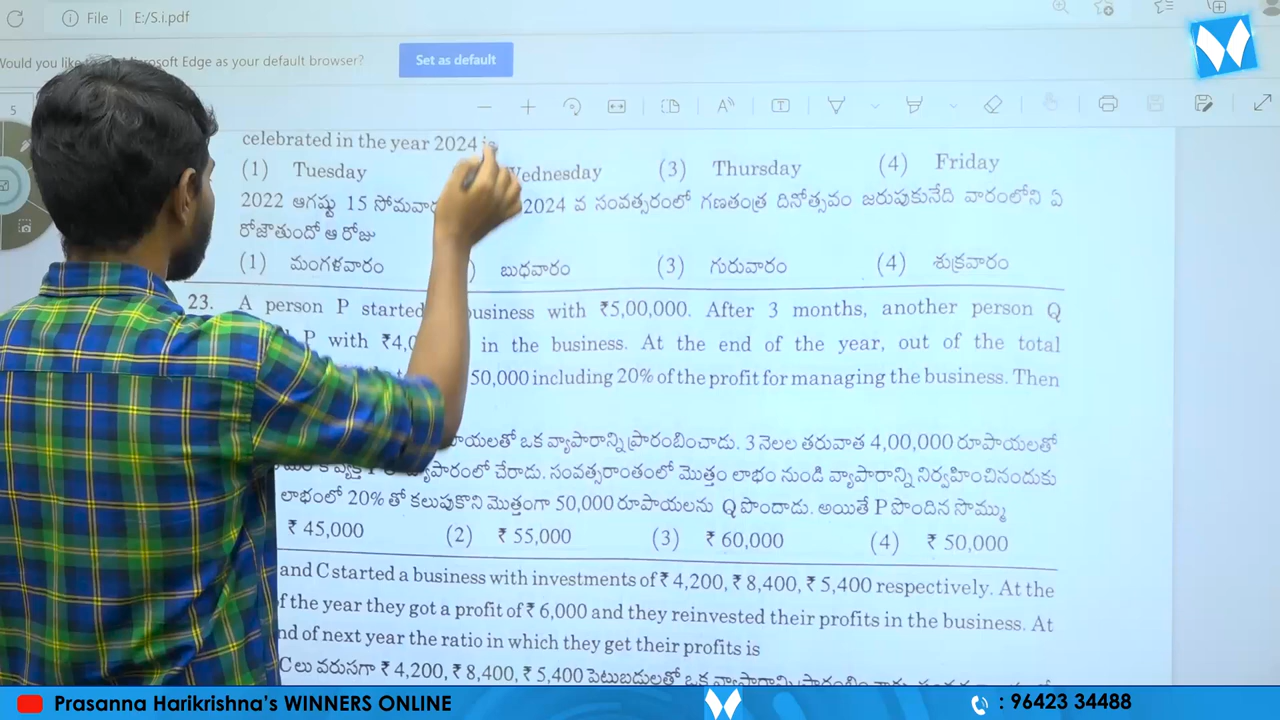 File E:/S.i.pdf
Would you like Microsoft Edge as your default browser? Set as default
5
celebrated in the year 2024 is
(1) Tuesday Wednesday (3) Thursday (4) Friday
2022 ఆగష్టు 15 సోమవా 2024 వ సంవత్సరంలో గణతంత్ర దినోత్సవం జరుపుకునేది వారంలోని ఏ
రోజౌతుందో ఆ రోజు
(1) మంగళవారం ) బుధవారం (3) గురువారం (4) శుక్రవారం
23. A person P started business with ₹5,00,000. After 3 months, another person Q
P with ₹4,0 in the business. At the end of the year, out of the total
50,000 including 20% of the profit for managing the business. Then
పాయలతో ఒక వ్యాపారాన్ని ప్రారంబించాడు. 3 నెలల తరువాత 4,00,000 రూపాయలతో
వ్యాపారంలో చేరాడు. సంవత్సరాంతంలో మొత్తం లాభం నుండి వ్యాపారాన్ని నిర్వహించినందుకు
లాభంలో 20% తో కలుపుకొని మొత్తంగా 50,000 రూపాయలను Q పొందాడు. అయితే P పొందిన సొమ్ము
₹ 45,000 (2) ₹ 55,000 (3) ₹ 60,000 (4) ₹ 50,000
and C started a business with investments of ₹ 4,200, ₹ 8,400, ₹ 5,400 respectively. At the
f the year they got a profit of ₹ 6,000 and they reinvested their profits in the business. At
nd of next year the ratio in which they get their profits is
C లు వరుసగా ₹ 4,200, ₹ 8,400, ₹ 5,400 పెట్టుబడులతో ఒక వ్యాపారాన్ని
Prasanna Harikrishna's WINNERS ONLINE : 96423 34488